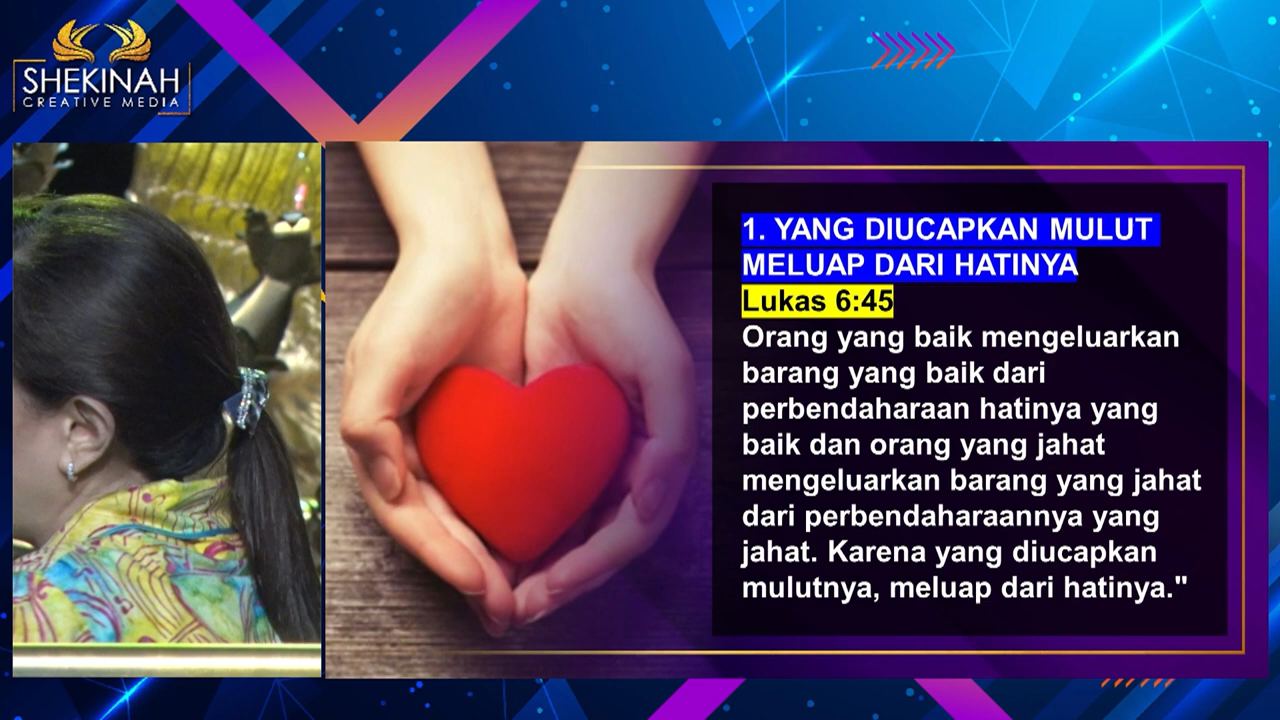 SHEKINAH
CREATIVE MEDIA
1. YANG DIUCAPKAN MULUT
MELUAP DARI HATINYA
Lukas 6:45
Orang yang baik mengeluarkan
barang yang baik dari
perbendaharaan hatinya yang
baik dan orang yang jahat
mengeluarkan barang yang jahat
dari perbendaharaannya yang
jahat. Karena yang diucapkan
mulutnya, meluap dari hatinya."